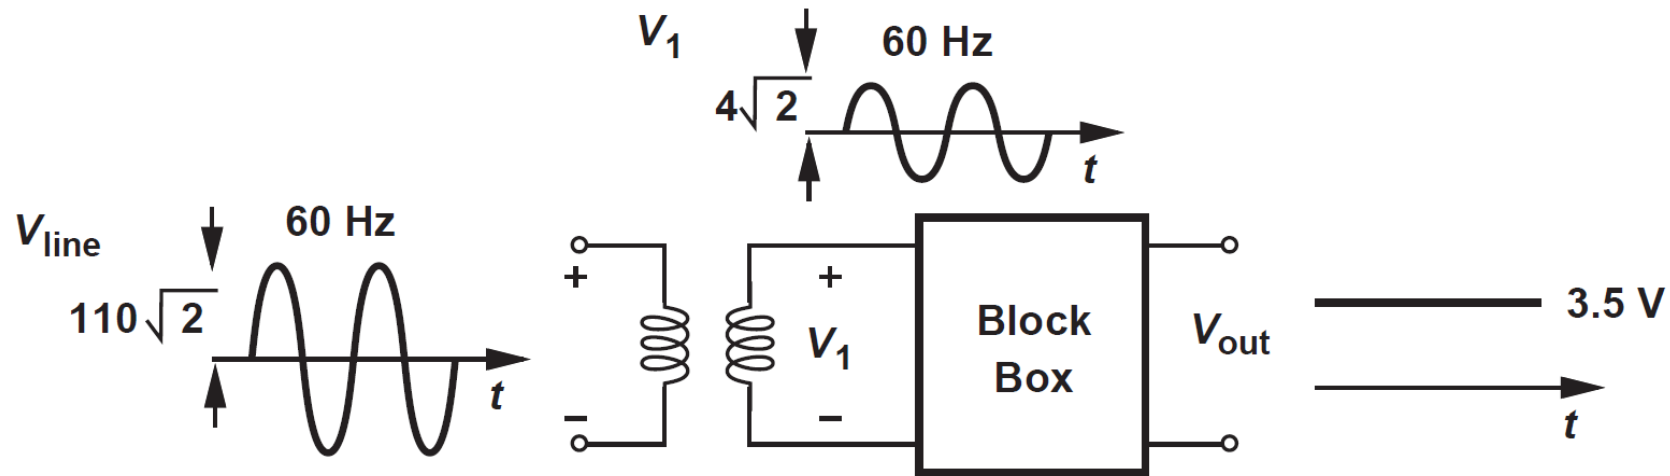 V1
60 Hz
4√2
t
Vline
60 Hz
110√2
t
+
−
+
V1
−
Block
Box
Vout
3.5 V
t